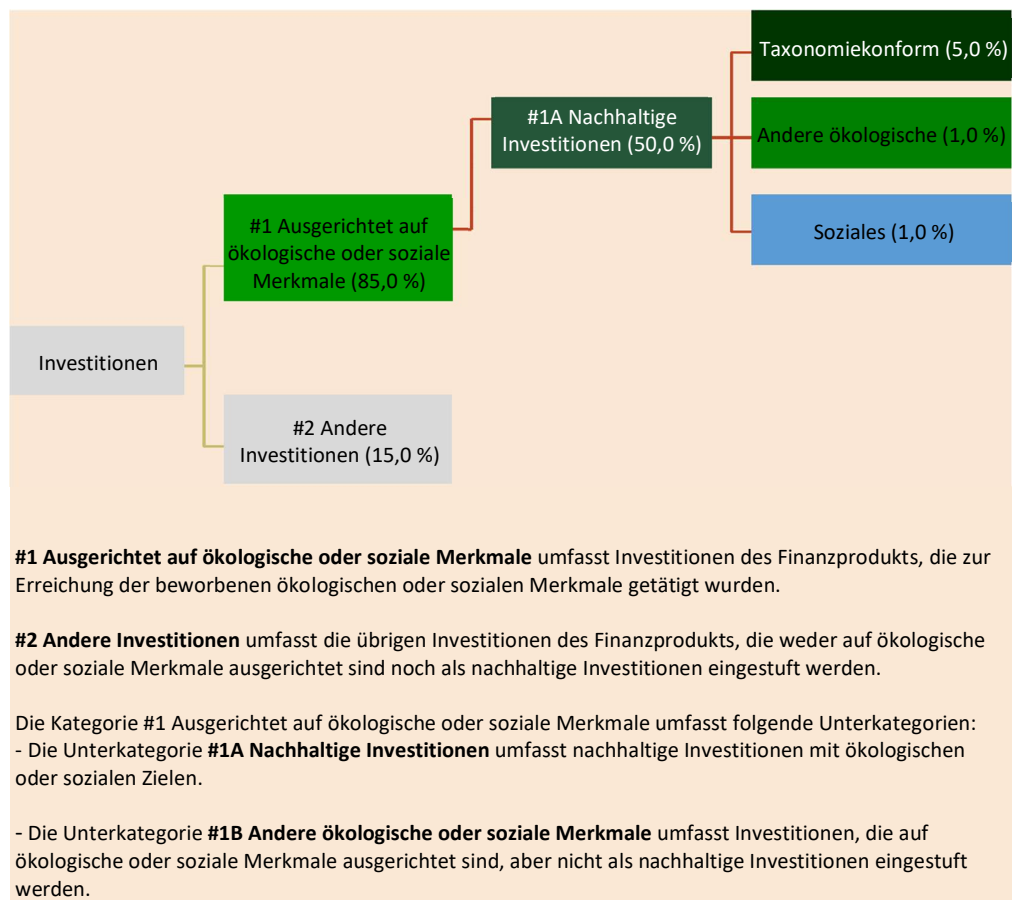 Taxonomiekonform (5,0 %)
#1A Nachhaltige
Investitionen (50,0 %)
Andere ökologische (1,0 %)
#1 Ausgerichtet auf
ökologische oder soziale
Merkmale (85,0 %)
Soziales (1,0 %)
Investitionen
#2 Andere
Investitionen (15,0 %)
#1 Ausgerichtet auf ökologische oder soziale Merkmale umfasst Investitionen des Finanzprodukts, die zur
Erreichung der beworbenen ökologischen oder sozialen Merkmale getätigt wurden.
#2 Andere Investitionen umfasst die übrigen Investitionen des Finanzprodukts, die weder auf ökologische
oder soziale Merkmale ausgerichtet sind noch als nachhaltige Investitionen eingestuft werden.
Die Kategorie #1 Ausgerichtet auf ökologische oder soziale Merkmale umfasst folgende Unterkategorien:
- Die Unterkategorie #1A Nachhaltige Investitionen umfasst nachhaltige Investitionen mit ökologischen
oder sozialen Zielen.
- Die Unterkategorie #1B Andere ökologische oder soziale Merkmale umfasst Investitionen, die auf
ökologische oder soziale Merkmale ausgerichtet sind, aber nicht als nachhaltige Investitionen eingestuft
werden.